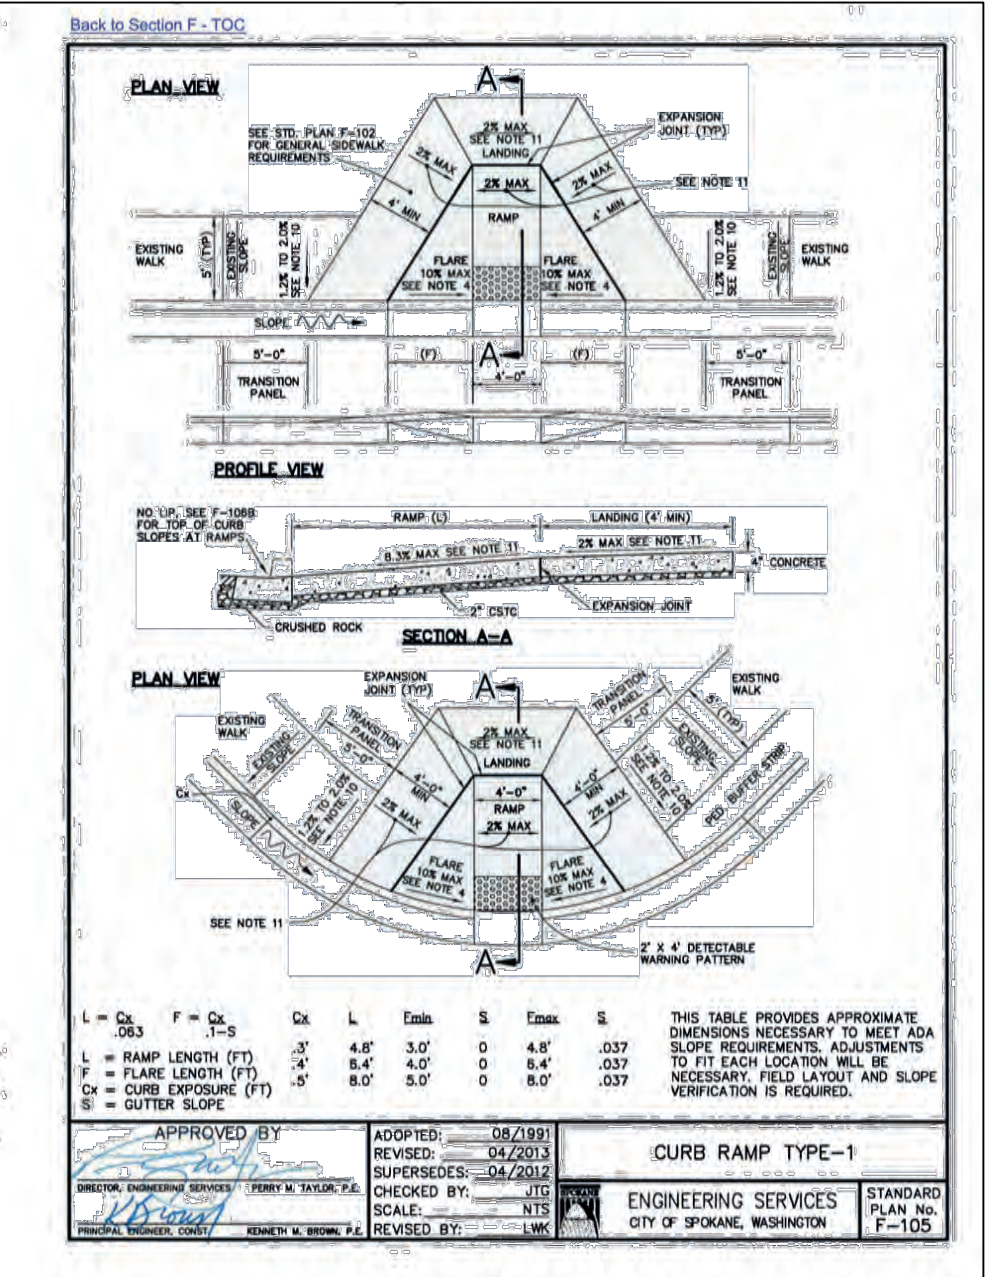 Back to Section F - TOC
PLAN VIEW
A
2% MAX
SEE NOTE 11
LANDING
EXPANSION
JOINT (TYP)
SEE STD. PLAN F-102
FOR GENERAL SIDEWALK
REQUIREMENTS
2% MAX
2% MAX
2% MAX
SEE NOTE 11
4' MIN
4' MIN
RAMP
EXISTING
WALK
5' (TYP)
EXISTING
SLOPE
1.2% TO 2.0%
SEE NOTE 10
FLARE
10% MAX
SEE NOTE 4
FLARE
10% MAX
SEE NOTE 4
1.2% TO 2.0%
SEE NOTE 10
EXISTING
SLOPE
EXISTING
WALK
SLOPE
A
5'-0"
(F)
(F)
5'-0"
4'-0"
TRANSITION
PANEL
TRANSITION
PANEL
PROFILE VIEW
NO LIP, SEE F-106B
FOR TOP OF CURB
SLOPES AT RAMPS
RAMP (L)
LANDING (4' MIN)
8.3% MAX SEE NOTE 11
2% MAX SEE NOTE 11
4" CONCRETE
2" CSTC
EXPANSION JOINT
CRUSHED ROCK
SECTION A-A
PLAN VIEW
EXPANSION
JOINT (TYP)
A
TRANSITION
PANEL
5'-0"
EXISTING
WALK
5' (TYP)
EXISTING
WALK
TRANSITION
PANEL
5'-0"
2% MAX
SEE NOTE 11
LANDING
EXISTING
SLOPE
EXISTING
SLOPE
1.2% TO 2.0%
SEE NOTE 10
PED. BUFFER STRIP
4'-0"
MIN
4'-0"
MIN
Cx
SLOPE
1.2% TO 2.0%
SEE NOTE 10
4'-0"
RAMP
2% MAX
2% MAX
2% MAX
FLARE
10% MAX
SEE NOTE 4
FLARE
10% MAX
SEE NOTE 4
SEE NOTE 11
A
2' X 4' DETECTABLE
WARNING PATTERN
L = Cx F = Cx
.083 .1-S
L = RAMP LENGTH (FT)
F = FLARE LENGTH (FT)
Cx = CURB EXPOSURE (FT)
S = GUTTER SLOPE
Cx L Fmin S Fmax S
.3' 4.8' 3.0' 0 4.8' .037
.4' 6.4' 4.0' 0 6.4' .037
.5' 8.0' 5.0' 0 8.0' .037
THIS TABLE PROVIDES APPROXIMATE
DIMENSIONS NECESSARY TO MEET ADA
SLOPE REQUIREMENTS. ADJUSTMENTS
TO FIT EACH LOCATION WILL BE
NECESSARY. FIELD LAYOUT AND SLOPE
VERIFICATION IS REQUIRED.
APPROVED BY
DIRECTOR, ENGINEERING SERVICES PERRY M. TAYLOR, P.E.
PRINCIPAL ENGINEER, CONST. KENNETH M. BROWN, P.E.
ADOPTED: 08/1991
REVISED: 04/2013
SUPERSEDES: 04/2012
CHECKED BY: JTG
SCALE: NTS
REVISED BY: LWK
CURB RAMP TYPE-1
SPOKANE
ENGINEERING SERVICES
CITY OF SPOKANE, WASHINGTON
STANDARD
PLAN No.
F-105